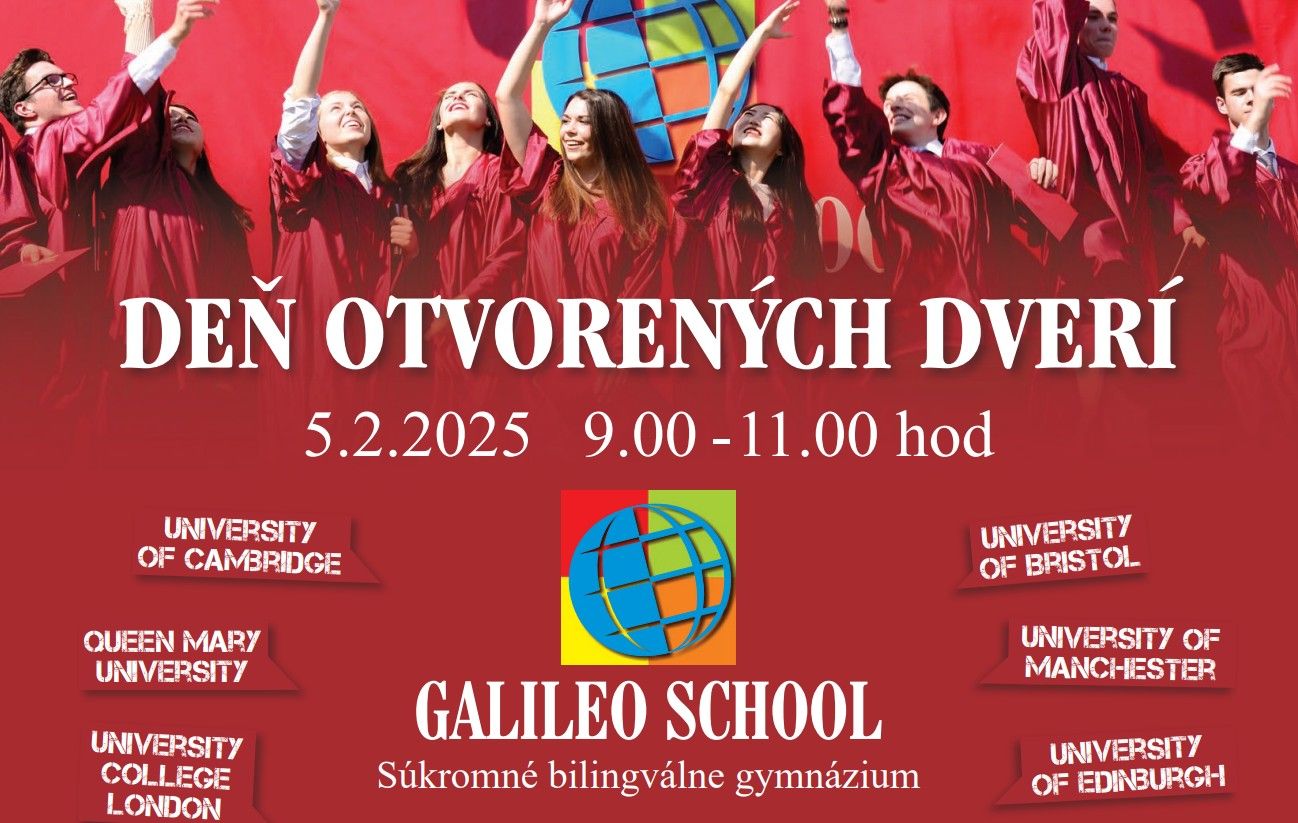 DEŇ OTVORENÝCH DVERÍ
5.2.2025 9.00 - 11.00 hod
UNIVERSITY
OF CAMBRIDGE
QUEEN MARY
UNIVERSITY
UNIVERSITY
COLLEGE
LONDON
GALILEO SCHOOL
Súkromné bilingválne gymnázium
UNIVERSITY
OF BRISTOL
UNIVERSITY OF
MANCHESTER
UNIVERSITY
OF EDINBURGH